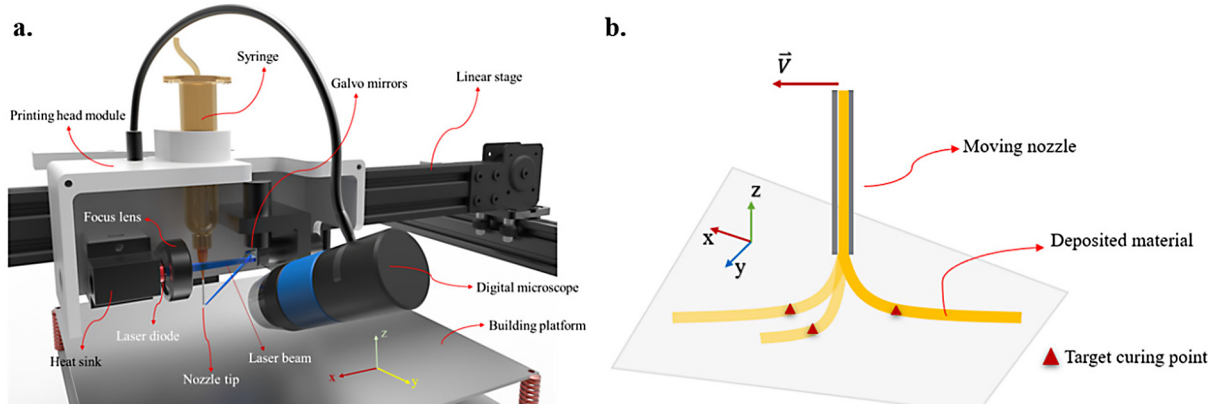 a.
Syringe
Galvo mirrors
Linear stage
Printing head module
Focus lens
Digital microscope
Building platform
Laser diode
Laser beam
Heat sink
Nozzle tip
z
x
y
b.
V
Moving nozzle
z
x
y
Deposited material
Target curing point